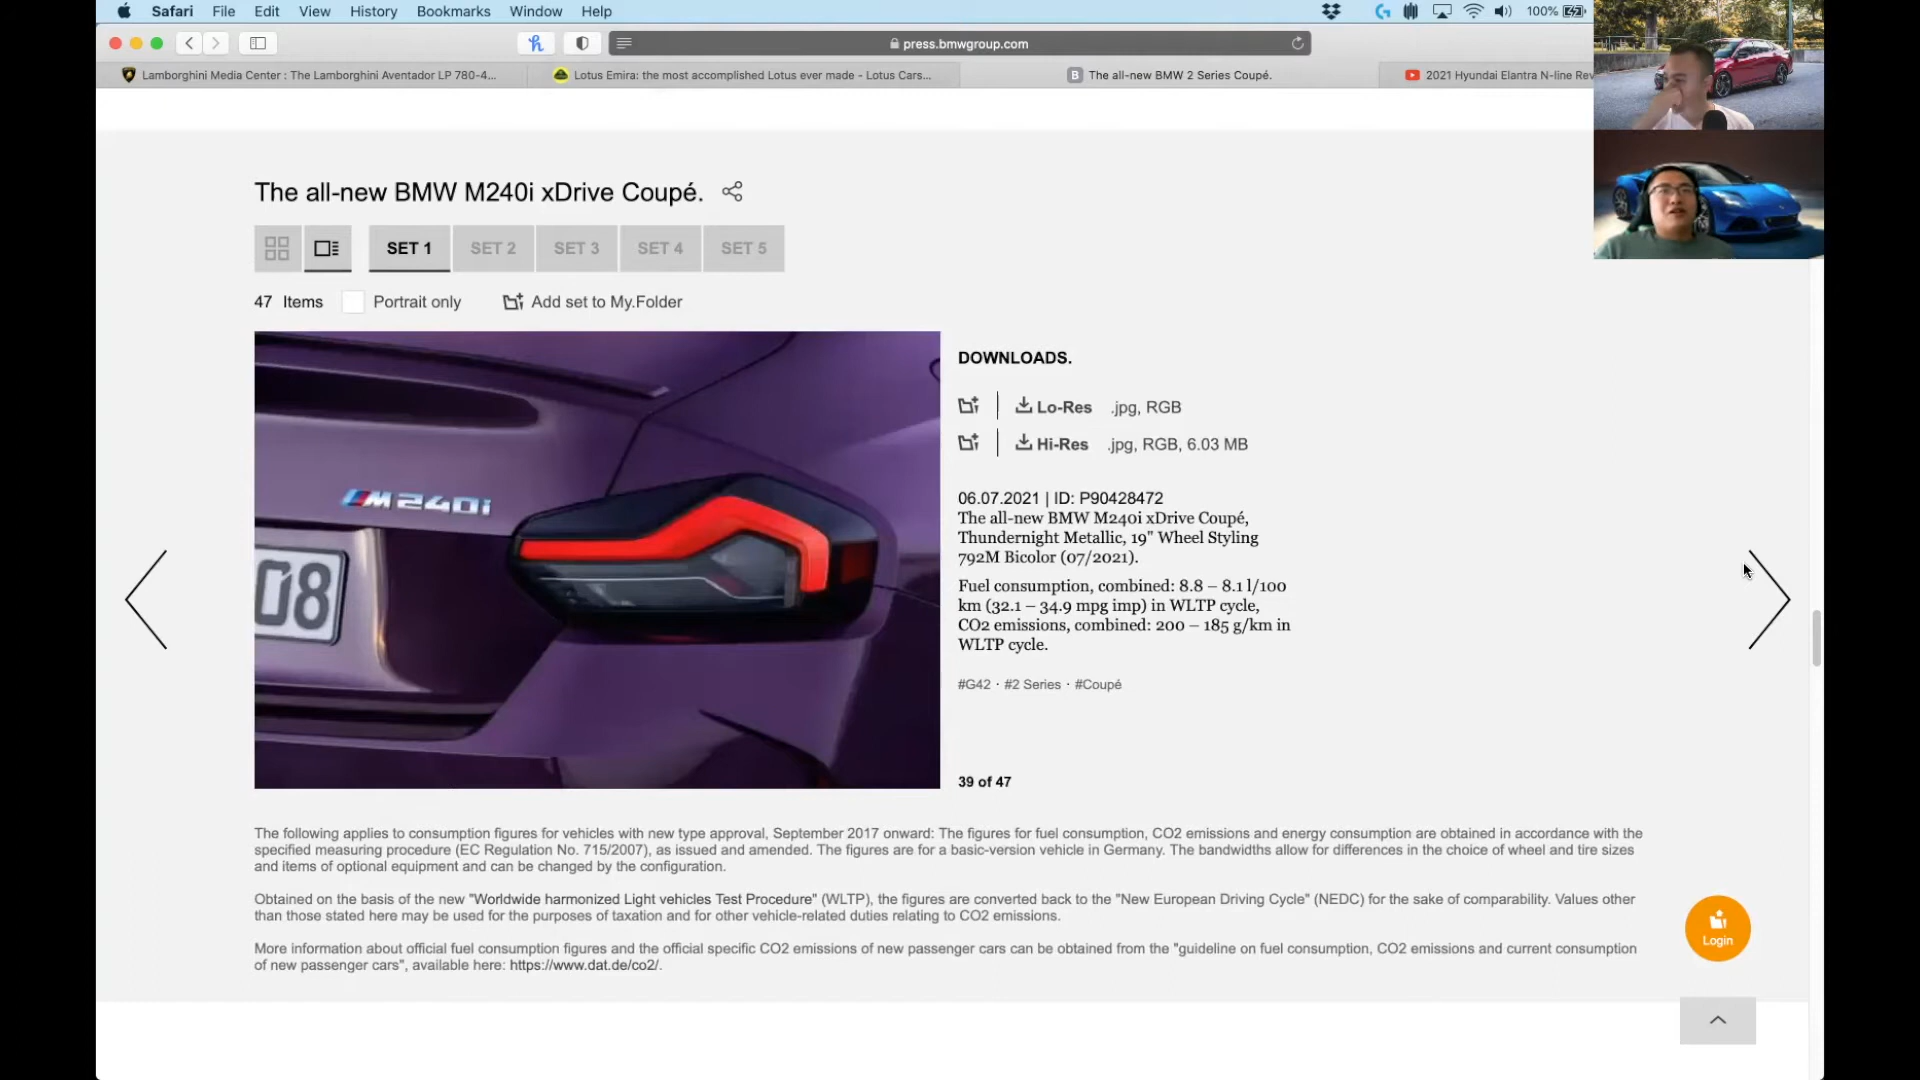 Safari File Edit View History Bookmarks Window Help 100%
press.bmwgroup.com
Lamborghini Media Center : The Lamborghini Aventador LP 780-4...
Lotus Emira: the most accomplished Lotus ever made - Lotus Cars...
B The all-new BMW 2 Series Coupé.
2021 Hyundai Elantra N-line Rev
The all-new BMW M240i xDrive Coupé.
SET 1 SET 2 SET 3 SET 4 SET 5
47 Items Portrait only Add set to My.Folder
M240i
08
DOWNLOADS.
Lo-Res .jpg, RGB
Hi-Res .jpg, RGB, 6.03 MB
06.07.2021 | ID: P90428472
The all-new BMW M240i xDrive Coupé,
Thundernight Metallic, 19" Wheel Styling
792M Bicolor (07/2021).
Fuel consumption, combined: 8.8 – 8.1 l/100
km (32.1 – 34.9 mpg imp) in WLTP cycle,
CO2 emissions, combined: 200 – 185 g/km in
WLTP cycle.
#G42 · #2 Series · #Coupé
39 of 47
The following applies to consumption figures for vehicles with new type approval, September 2017 onward: The figures for fuel consumption, CO2 emissions and energy consumption are obtained in accordance with the
specified measuring procedure (EC Regulation No. 715/2007), as issued and amended. The figures are for a basic-version vehicle in Germany. The bandwidths allow for differences in the choice of wheel and tire sizes
and items of optional equipment and can be changed by the configuration.
Obtained on the basis of the new "Worldwide harmonized Light vehicles Test Procedure" (WLTP), the figures are converted back to the "New European Driving Cycle" (NEDC) for the sake of comparability. Values other
than those stated here may be used for the purposes of taxation and for other vehicle-related duties relating to CO2 emissions.
More information about official fuel consumption figures and the official specific CO2 emissions of new passenger cars can be obtained from the "guideline on fuel consumption, CO2 emissions and current consumption
of new passenger cars", available here: https://www.dat.de/co2/.
Login